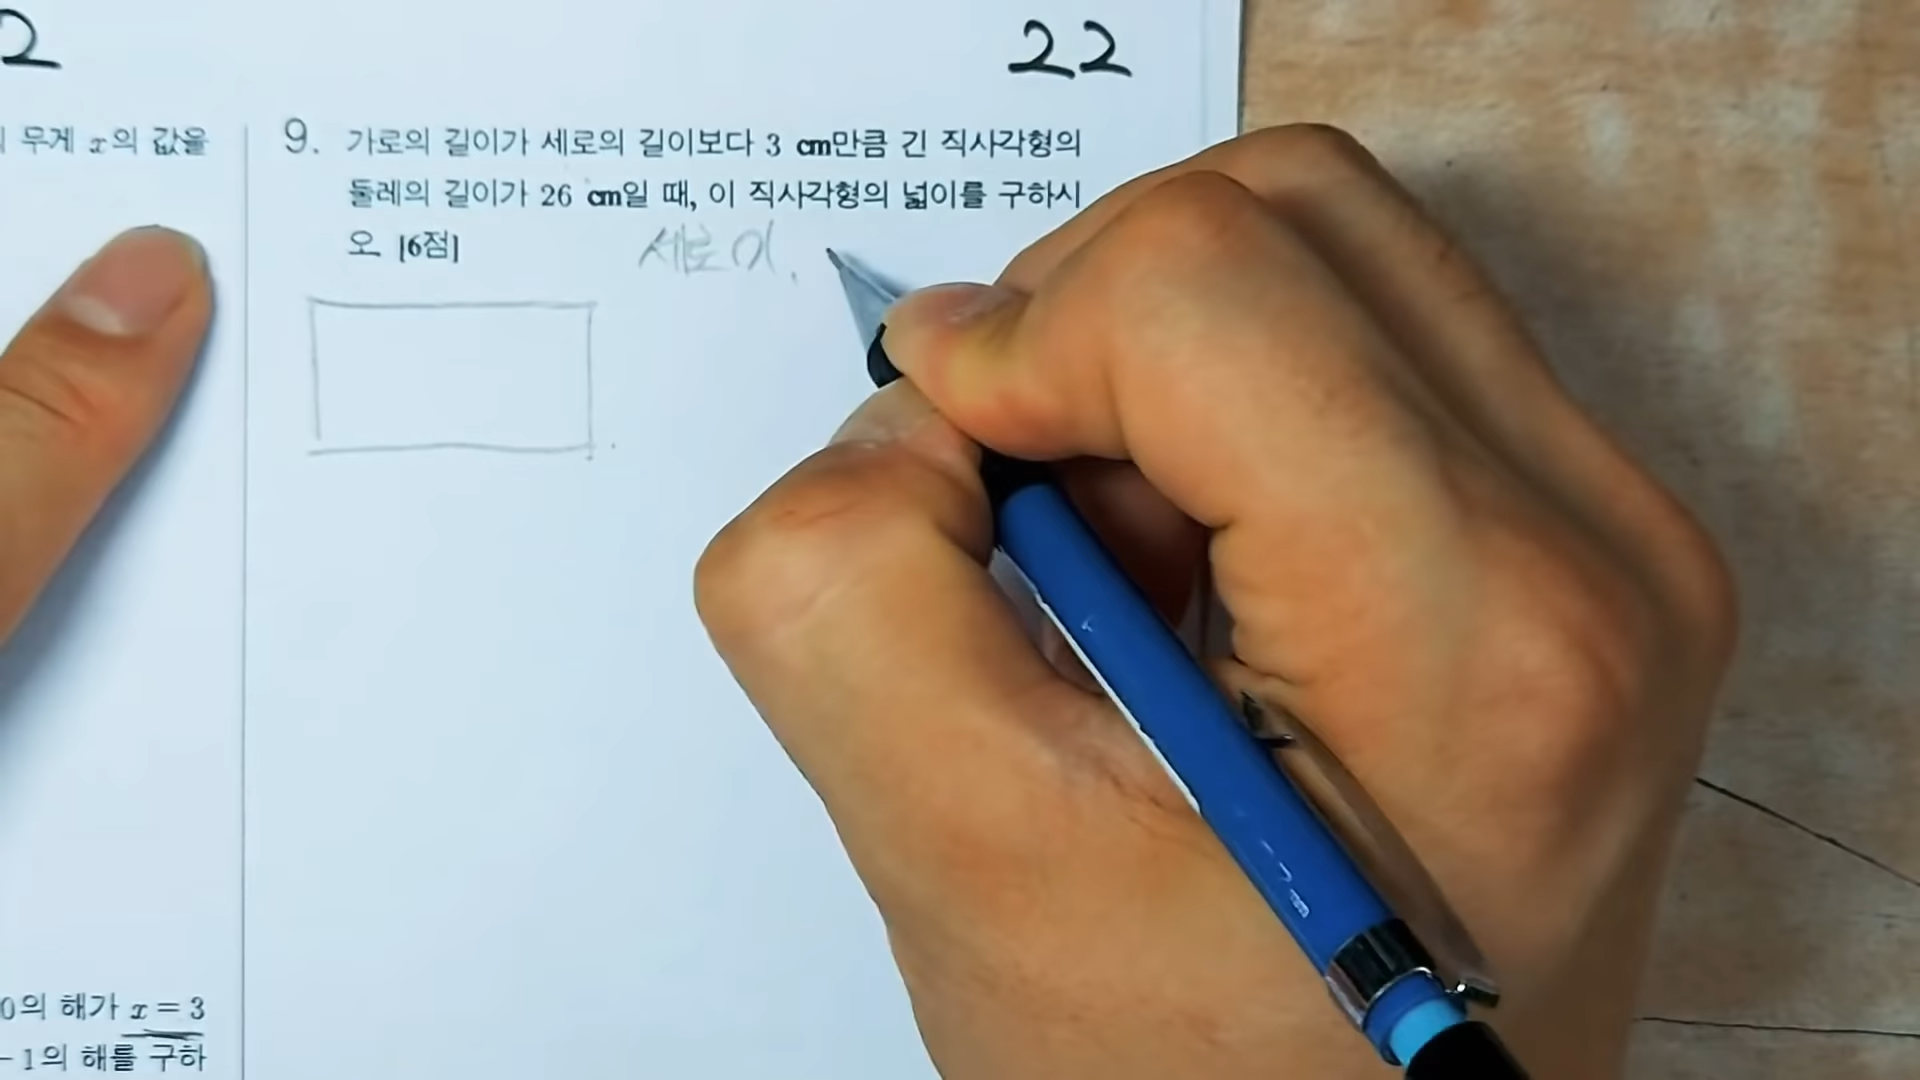 2
22
무게 x의 값을
9. 가로의 길이가 세로의 길이보다 3 cm만큼 긴 직사각형의
둘레의 길이가 26 cm일 때, 이 직사각형의 넓이를 구하시
오. [6점]
세로
0의 해가 x = 3
- 1의 해를 구하